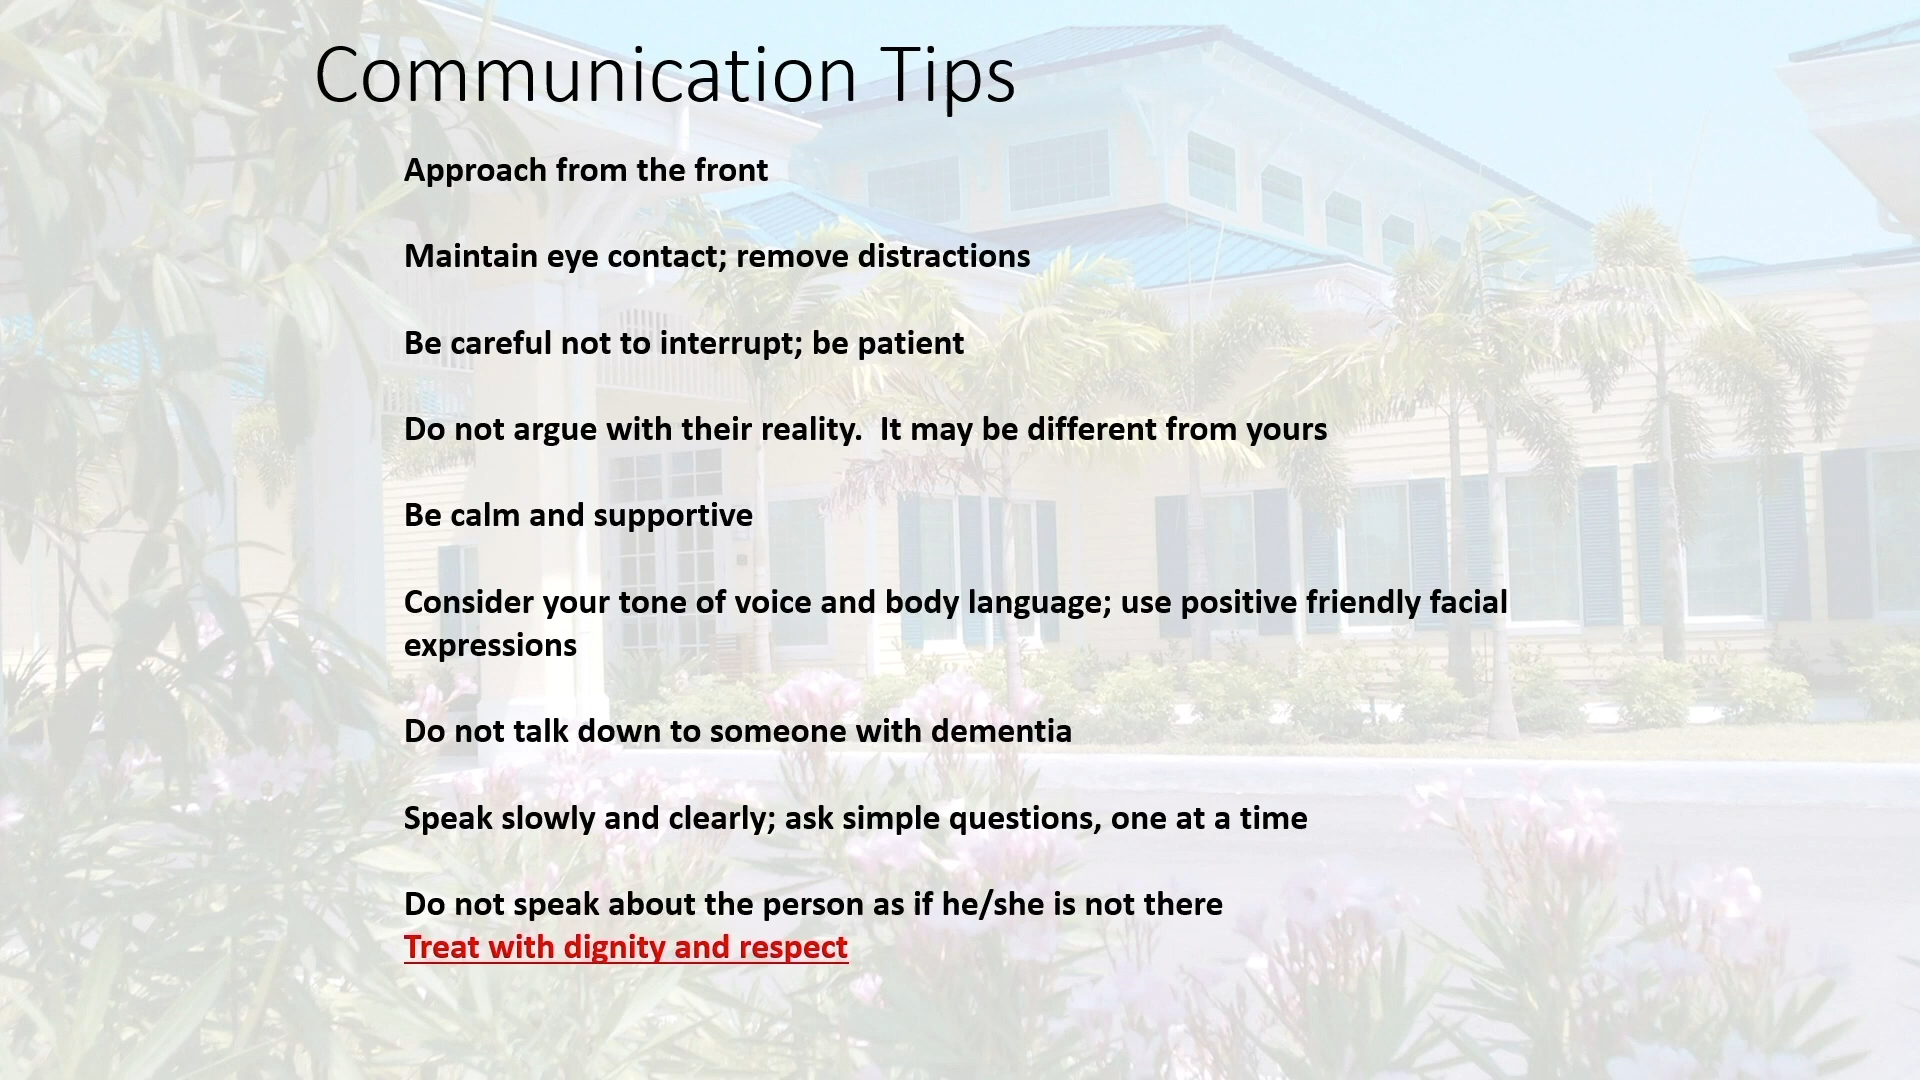 Communication Tips
Approach from the front
Maintain eye contact; remove distractions
Be careful not to interrupt; be patient
Do not argue with their reality.  It may be different from yours
Be calm and supportive
Consider your tone of voice and body language; use positive friendly facial
expressions
Do not talk down to someone with dementia
Speak slowly and clearly; ask simple questions, one at a time
Do not speak about the person as if he/she is not there
Treat with dignity and respect